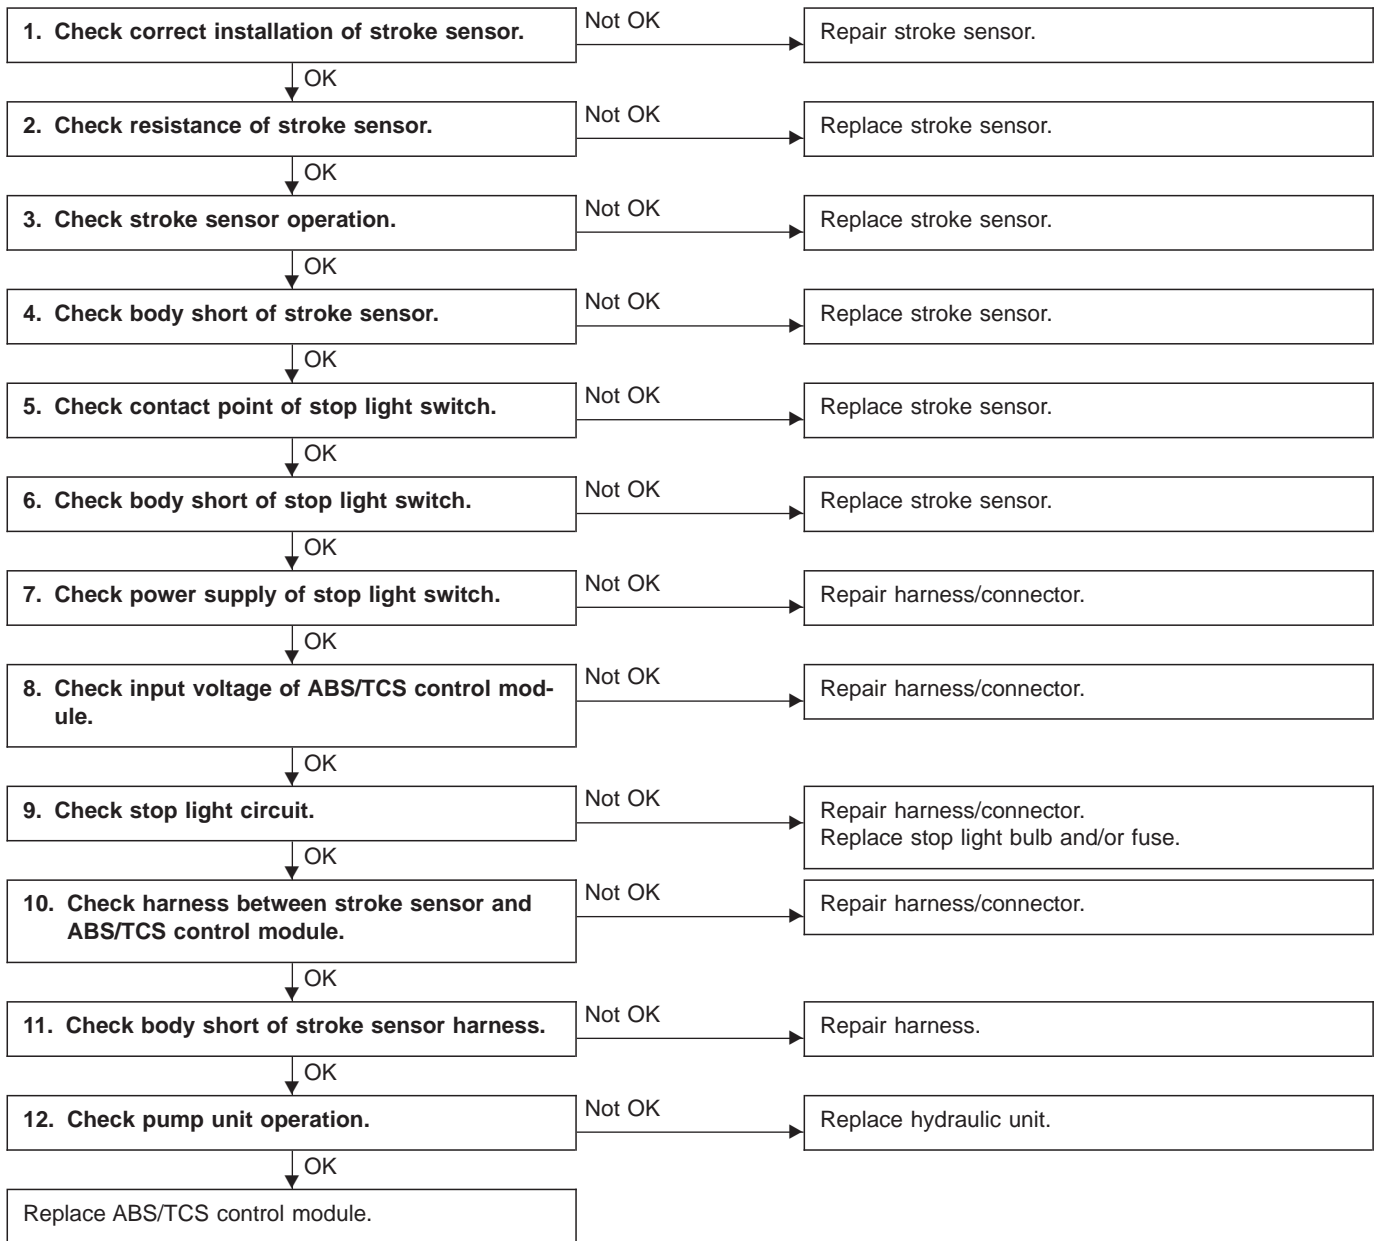 1. Check correct installation of stroke sensor.
Not OK
Repair stroke sensor.
OK
2. Check resistance of stroke sensor.
Not OK
Replace stroke sensor.
OK
3. Check stroke sensor operation.
Not OK
Replace stroke sensor.
OK
4. Check body short of stroke sensor.
Not OK
Replace stroke sensor.
OK
5. Check contact point of stop light switch.
Not OK
Replace stroke sensor.
OK
6. Check body short of stop light switch.
Not OK
Replace stroke sensor.
OK
7. Check power supply of stop light switch.
Not OK
Repair harness/connector.
OK
8. Check input voltage of ABS/TCS control mod-
ule.
Not OK
Repair harness/connector.
OK
9. Check stop light circuit.
Not OK
Repair harness/connector.
Replace stop light bulb and/or fuse.
OK
10. Check harness between stroke sensor and
ABS/TCS control module.
Not OK
Repair harness/connector.
OK
11. Check body short of stroke sensor harness.
Not OK
Repair harness.
OK
12. Check pump unit operation.
Not OK
Replace hydraulic unit.
OK
Replace ABS/TCS control module.